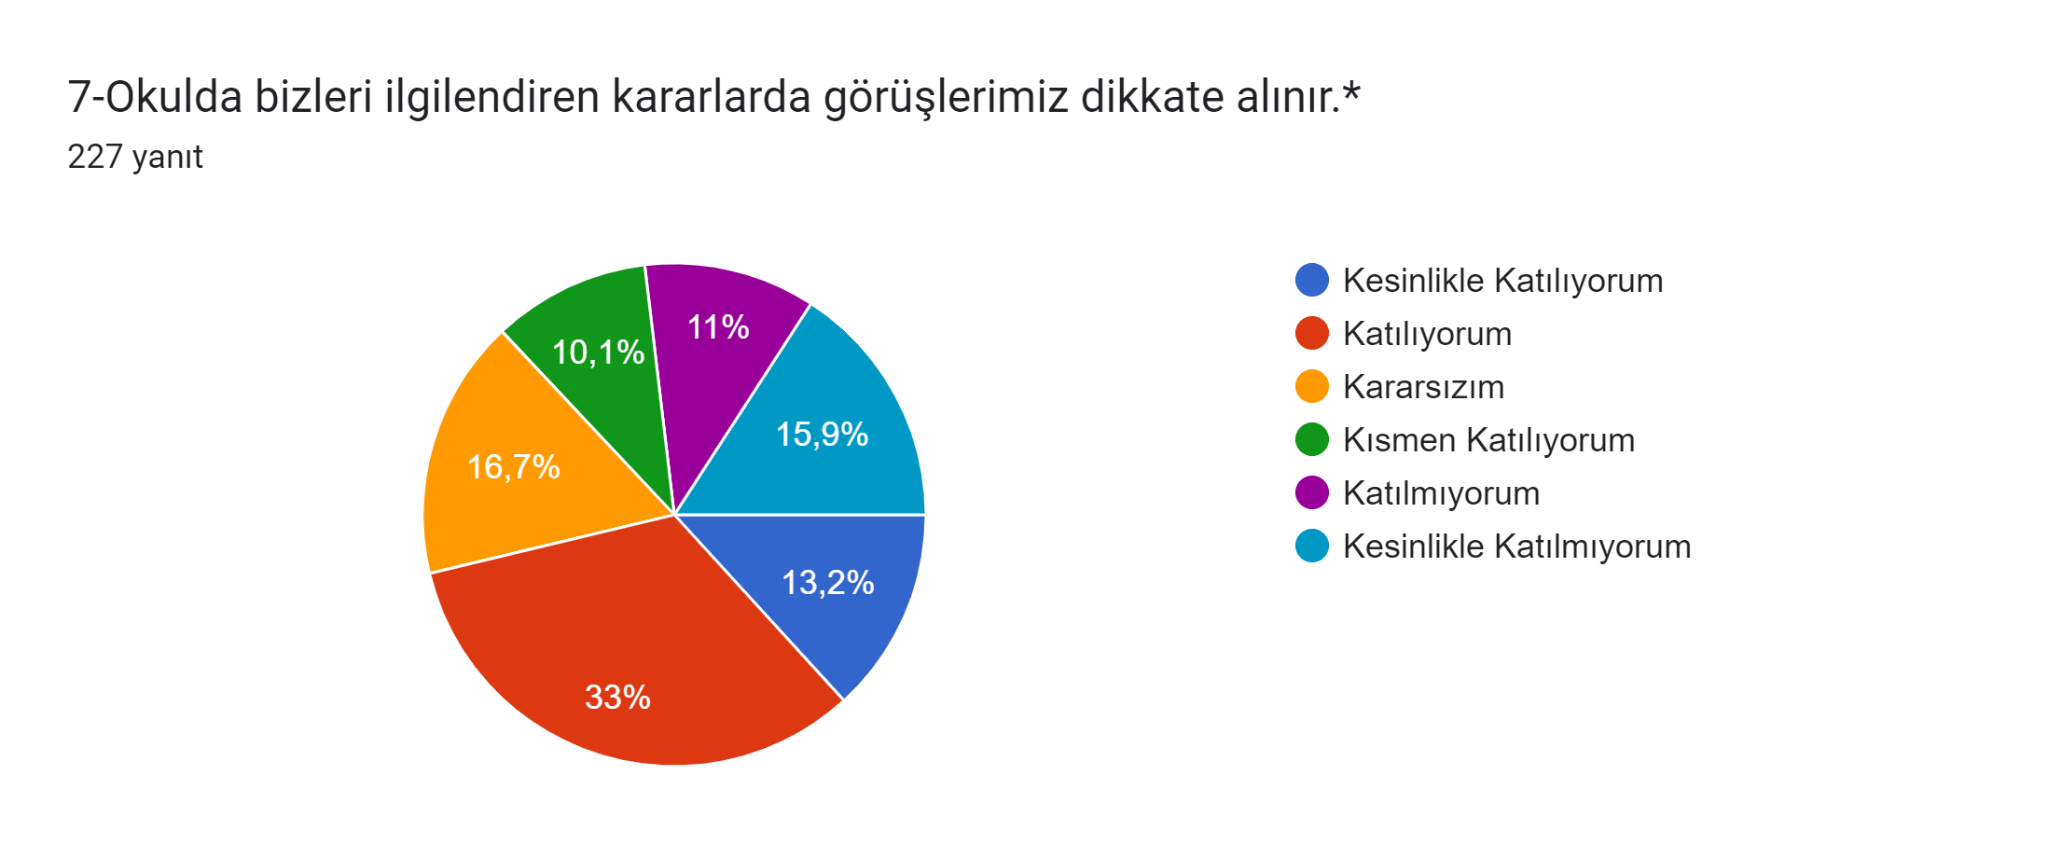 7-Okulda bizleri ilgilendiren kararlarda görüşlerimiz dikkate alınır.*
227 yanıt
Kesinlikle Katılıyorum
Katılıyorum
Kararsızım
Kısmen Katılıyorum
Katılmıyorum
Kesinlikle Katılmıyorum
11%
10,1%
15,9%
16,7%
13,2%
33%